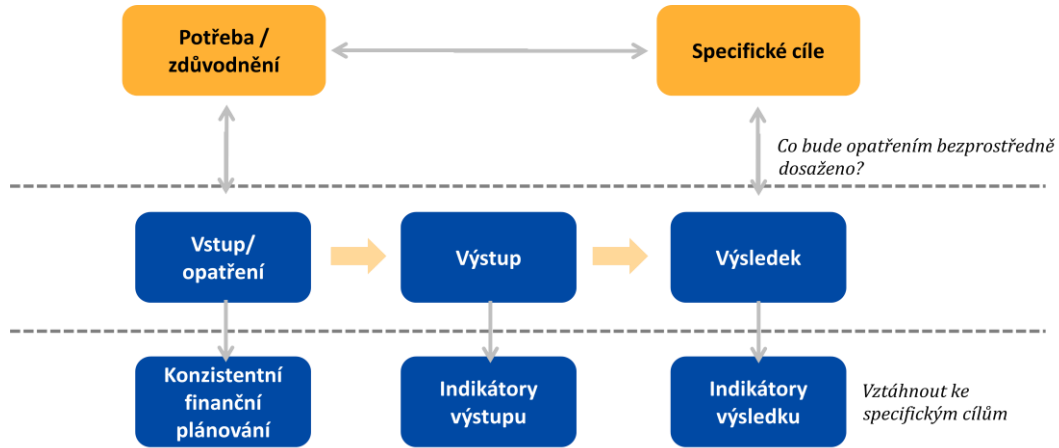 Potřeba /
zdůvodnění
Specifické cíle
Co bude opatřením bezprostředně
dosaženo?
Vstup/
opatření
Výstup
Výsledek
Konzistentní
finanční
plánování
Indikátory
výstupu
Indikátory
výsledku
Vztáhnout ke
specifickým cílům